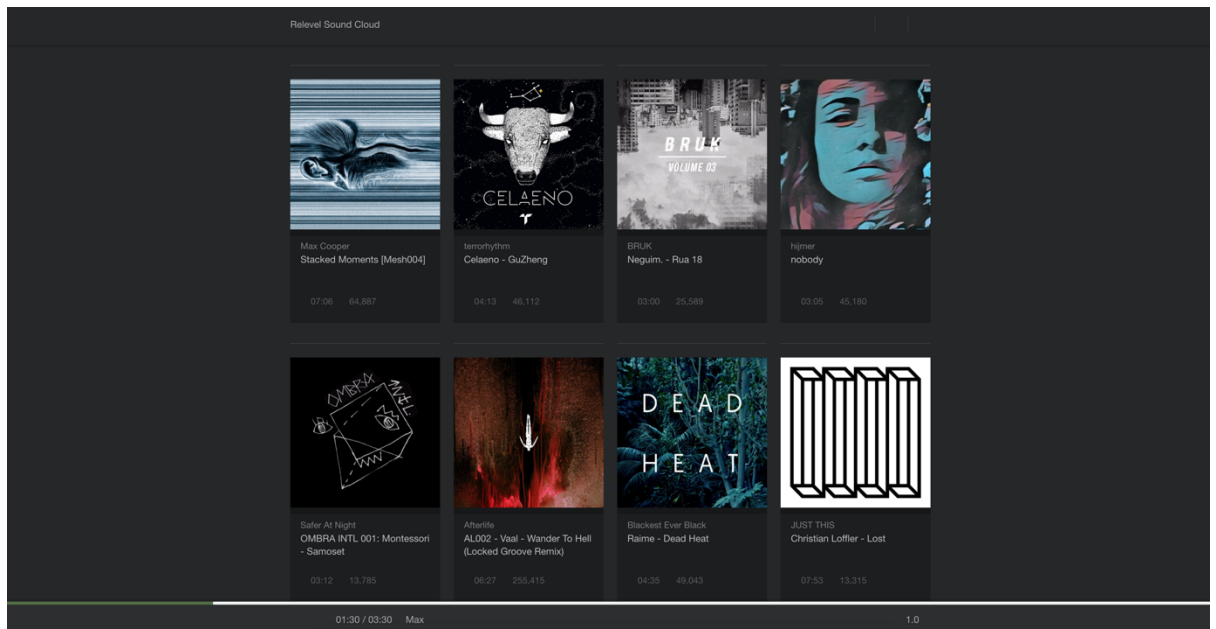 Relevel Sound Cloud
CELAENO
BRUK
VOLUME 03
Max Cooper
Stacked Moments [Mesh004]
07:06 64,887
terrorhythm
Celaeno - GuZheng
04:13 46,112
BRUK
Neguim. - Rua 18
03:00 25,589
hijmer
nobody
03:05 45,180
OMBRA
INTL
DEAD
HEAT
Safer At Night
OMBRA INTL 001: Montessori
- Samoset
03:12 13,785
Afterlife
AL002 - Vaal - Wander To Hell
(Locked Groove Remix)
06:27 255,415
Blackest Ever Black
Raime - Dead Heat
04:35 49,043
JUST THIS
Christian Loffler - Lost
07:53 13,315
01:30 / 03:30 Max
1.0